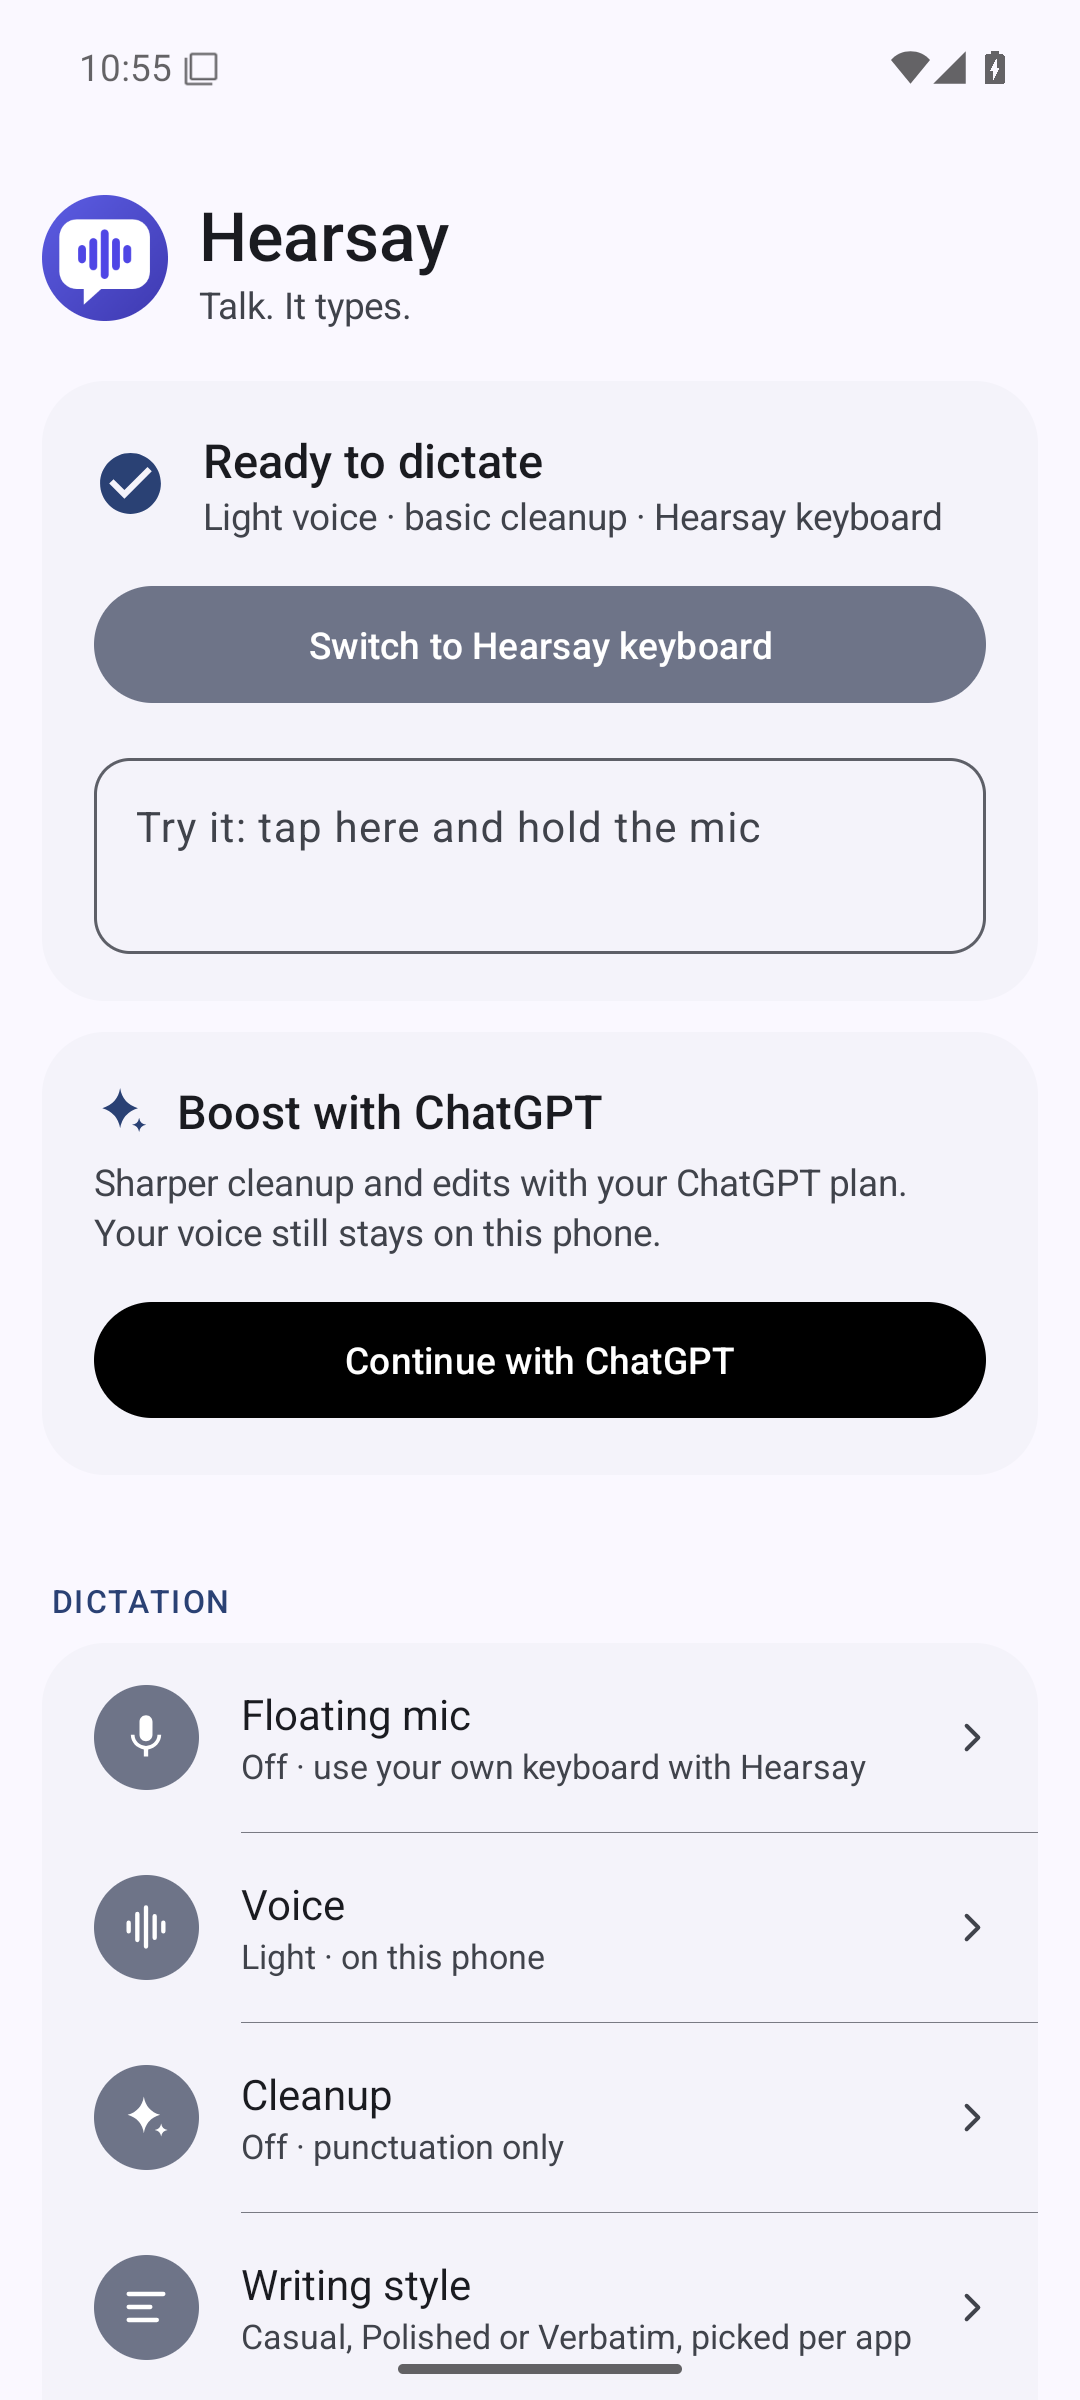 10:55
Hearsay
Talk. It types.
Ready to dictate
Light voice · basic cleanup · Hearsay keyboard
Switch to Hearsay keyboard
Try it: tap here and hold the mic
Boost with ChatGPT
Sharper cleanup and edits with your ChatGPT plan.
Your voice still stays on this phone.
Continue with ChatGPT
DICTATION
Floating mic
Off · use your own keyboard with Hearsay
Voice
Light · on this phone
Cleanup
Off · punctuation only
Writing style
Casual, Polished or Verbatim, picked per app